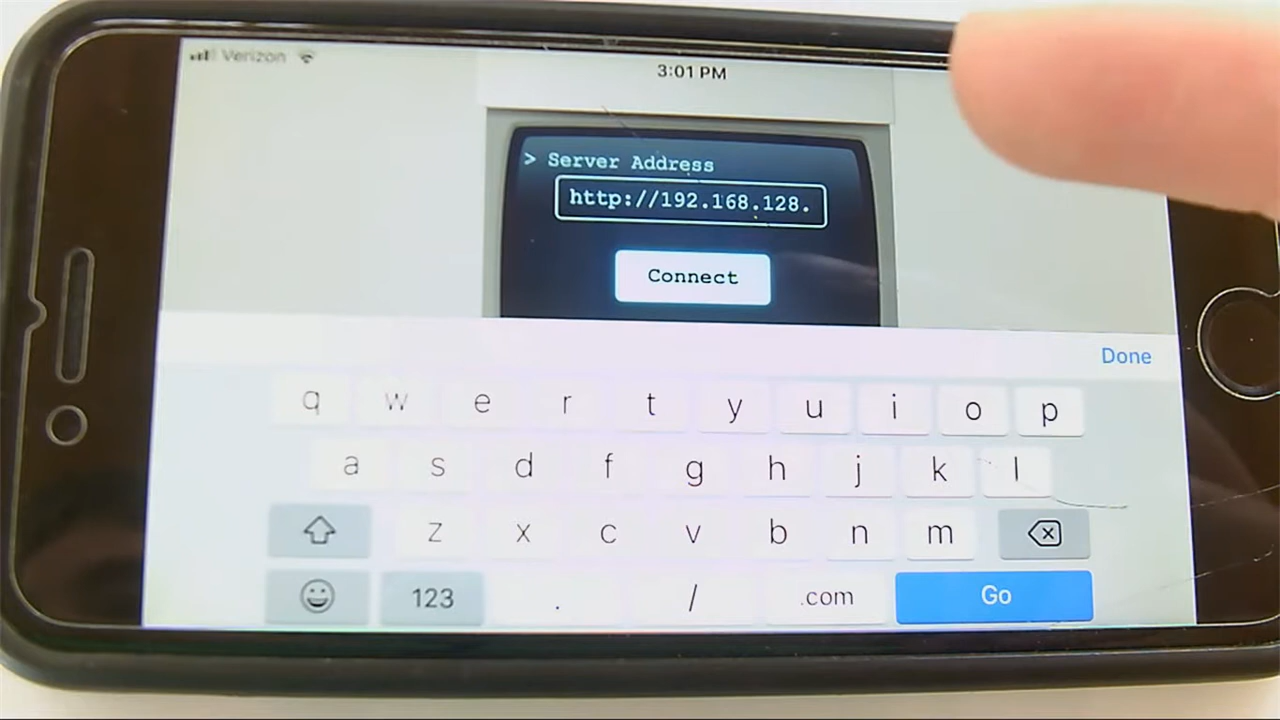 Verizon
3:01 PM
> Server Address
http://192.168.128.
Connect
Done
q w e r t y u i o p
a s d f g h j k l
z x c v b n m
123 . / .com Go